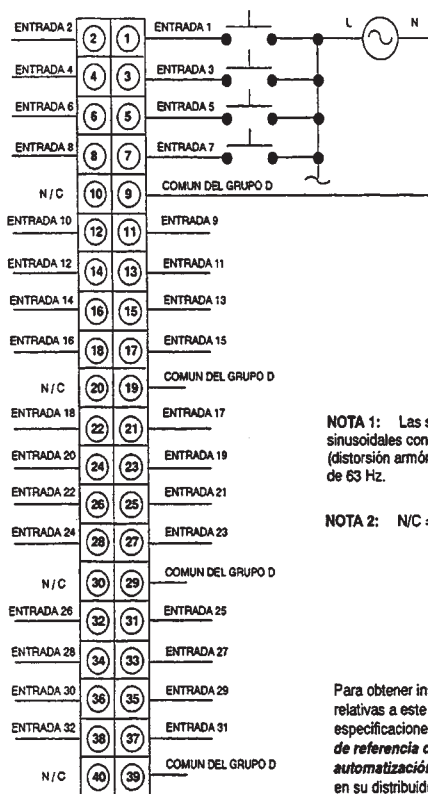 L N
ENTRADA 2 2 1 ENTRADA 1
ENTRADA 4 4 3 ENTRADA 3
ENTRADA 6 6 5 ENTRADA 5
ENTRADA 8 8 7 ENTRADA 7
N/C 10 9 COMUN DEL GRUPO D
ENTRADA 10 12 11 ENTRADA 9
ENTRADA 12 14 13 ENTRADA 11
ENTRADA 14 16 15 ENTRADA 13
ENTRADA 16 18 17 ENTRADA 15
N/C 20 19 COMUN DEL GRUPO D
ENTRADA 18 22 21 ENTRADA 17
ENTRADA 20 24 23 ENTRADA 19
ENTRADA 22 26 25 ENTRADA 21
ENTRADA 24 28 27 ENTRADA 23
N/C 30 29 COMUN DEL GRUPO D
ENTRADA 26 32 31 ENTRADA 25
ENTRADA 28 34 33 ENTRADA 27
ENTRADA 30 36 35 ENTRADA 29
ENTRADA 32 38 37 ENTRADA 31
N/C 40 39 COMUN DEL GRUPO D
NOTA 1: Las s
sinusoidales con
(distorsión armón
de 63 Hz.
NOTA 2: N/C =
Para obtener in
relativas a este
especificacione
de referencia d
automatización
en su distribuid